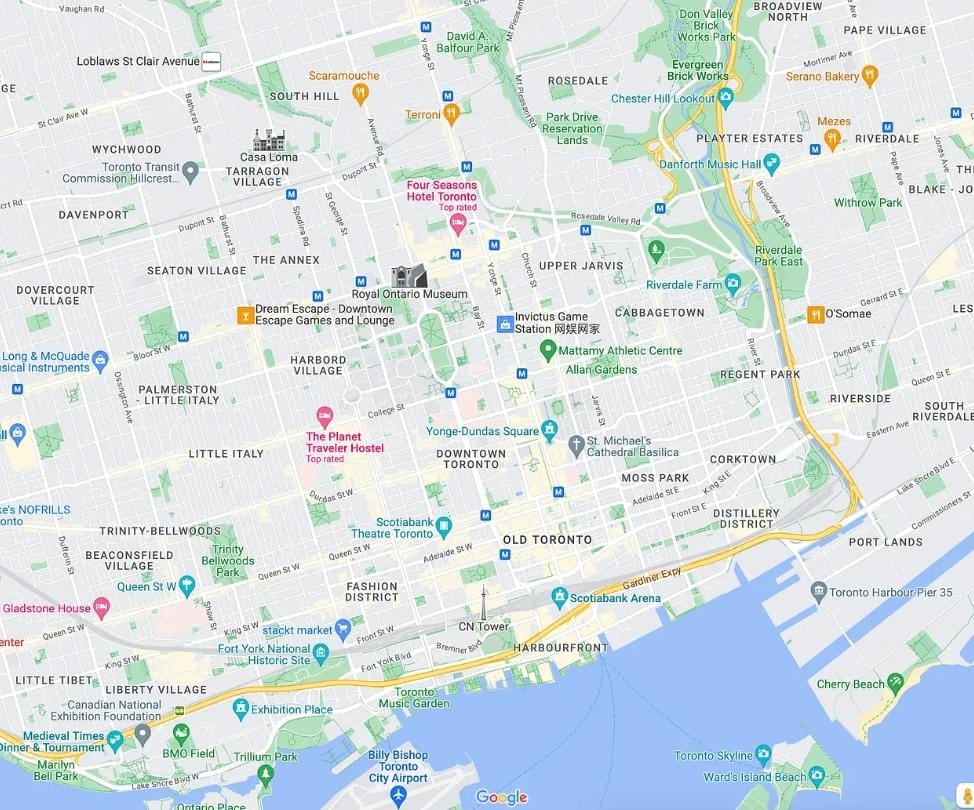 Vaughan Rd
St C
Don Valley
Brick
Works Park
BROADVIEW
NORTH
PAPE VILLAGE
David A.
Balfour Park
Mt Pleasant
Yonge St
Mortimer Ave
Loblaws St Clair Avenue
Scaramouche
SOUTH HILL
ROSEDALE
Evergreen
Brick Works
Serano Bakery
Chester Hill Lookout
Terroni
Mt Pleasant Rd
St Clair Ave W
Bathurst St
Avenue Rd
Park Drive
Reservation
Lands
Mezes
PLAYTER ESTATES
RIVERDALE
WYCHWOOD
Casa Loma
Toronto Transit
Commission Hillcrest...
TARRAGON
VILLAGE
Dupont St
Danforth Music Hall
Pape Ave
Jones Ave
BLAKE - JO
Four Seasons
Hotel Toronto
Top rated
Broadview Ave
Withrow Park
DAVENPORT
Dupont St
Bathurst St
Spadina Rd
St George St
Rosedale Valley Rd
THE ANNEX
Yonge St
Church St
UPPER JARVIS
Riverdale
Park East
SEATON VILLAGE
Riverdale Farm
DOVERCOURT
VILLAGE
Royal Ontario Museum
Gerrard St E
Dream Escape - Downtown
Escape Games and Lounge
Bay St
Invictus Game
Station 网娱网家
CABBAGETOWN
O'Somae
LES
Long & McQuade
sical Instruments
Bloor St W
HARBORD
VILLAGE
Mattamy Athletic Centre
Allan Gardens
River St
Dundas St E
Ossington Ave
PALMERSTON
- LITTLE ITALY
REGENT PARK
Queen St E
College St
Jarvis St
RIVERSIDE
SOUTH
RIVERDALE
The Planet
Traveler Hostel
Top rated
Yonge-Dundas Square
St. Michael's
Cathedral Basilica
Eastern Ave
LITTLE ITALY
DOWNTOWN
TORONTO
CORKTOWN
MOSS PARK
Lake Shore Blvd E
Dundas St W
Adelaide St E
King St E
Front St E
DISTILLERY
DISTRICT
Commissioners St
ke's NOFRILLS
onto
TRINITY-BELLWOODS
Scotiabank
Theatre Toronto
Dufferin St
OLD TORONTO
PORT LANDS
BEACONSFIELD
VILLAGE
Trinity
Bellwoods
Park
Queen St W
Adelaide St W
Queen St W
FASHION
DISTRICT
Gardiner Expy
Scotiabank Arena
Toronto Harbour Pier 35
Gladstone House
Shaw St
CN Tower
Queen St W
King St W
stackt market
Front St W
enter
Fort York National
Historic Site
Bremner Blvd
HARBOURFRONT
King St W
Fort York Blvd
LITTLE TIBET
LIBERTY VILLAGE
Cherry Beach
Canadian National
Exhibition Foundation
Exhibition Place
Toronto
Music Garden
Medieval Times
Dinner & Tournament
BMO Field
Marilyn
Bell Park
Trillium Park
Billy Bishop
Toronto
City Airport
Toronto Skyline
Ward's Island Beach
Lake Shore Blvd W
Ontario Place
Google